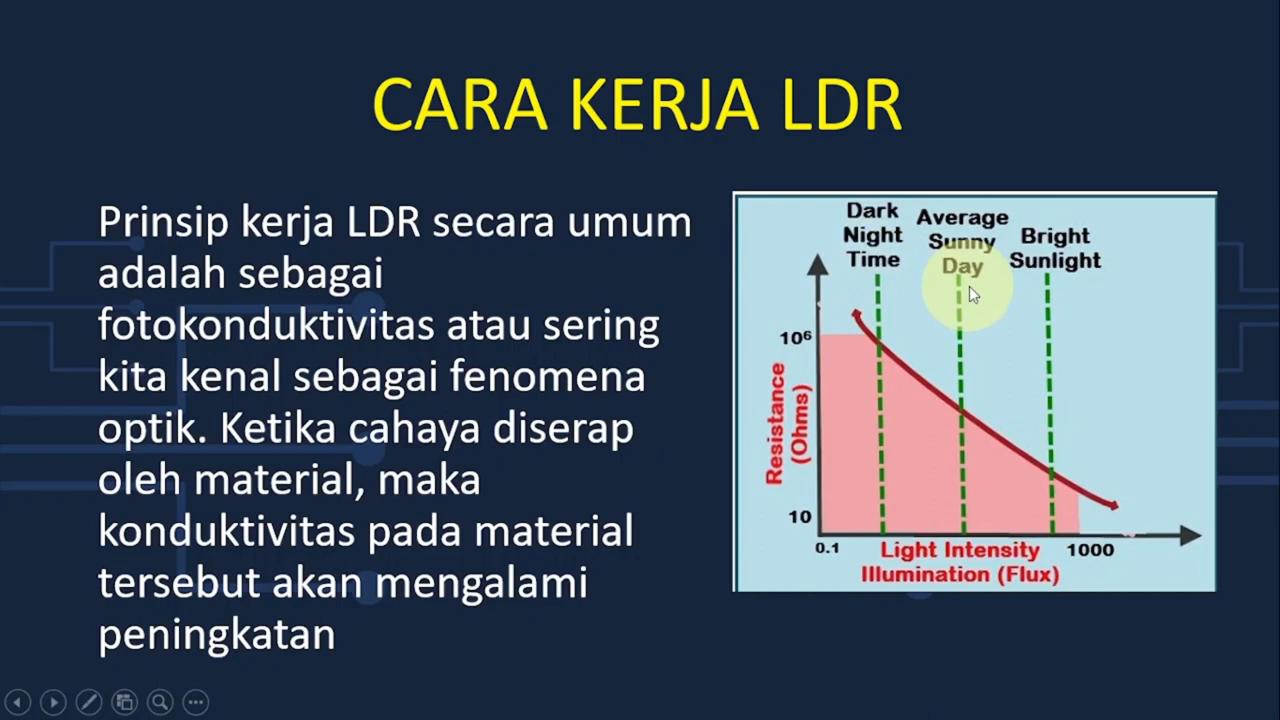 CARA KERJA LDR
Prinsip kerja LDR secara umum
adalah sebagai
fotokonduktivitas atau sering
kita kenal sebagai fenomena
optik. Ketika cahaya diserap
oleh material, maka
konduktivitas pada material
tersebut akan mengalami
peningkatan
Dark
Night
Time
Average
Sunny
Day
Bright
Sunlight
10⁶
Resistance
(Ohms)
10
0.1
Light Intensity
1000
Illumination (Flux)